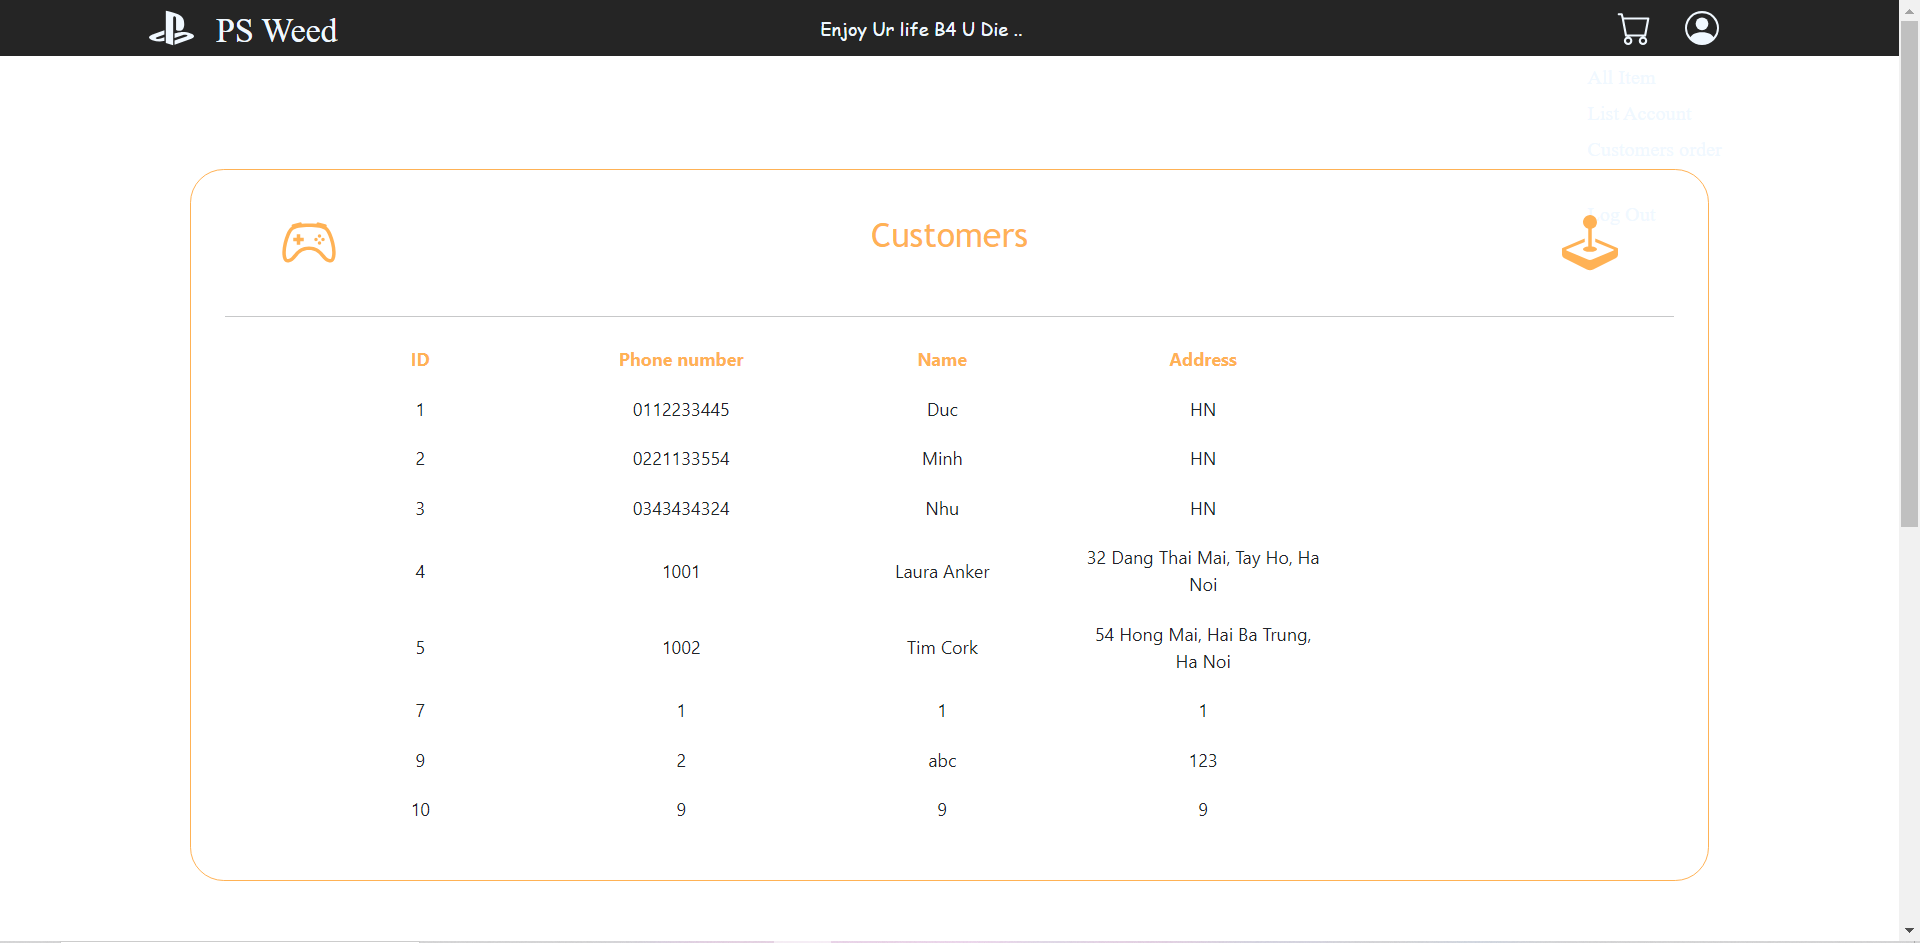 PS Weed
Enjoy Ur life B4 U Die ..
All Item
List Account
Customers order
Log Out
Customers
ID Phone number Name Address
1 0112233445 Duc HN
2 0221133554 Minh HN
3 0343434324 Nhu HN
4 1001 Laura Anker 32 Dang Thai Mai, Tay Ho, Ha
Noi
5 1002 Tim Cork 54 Hong Mai, Hai Ba Trung,
Ha Noi
7 1 1 1
9 2 abc 123
10 9 9 9